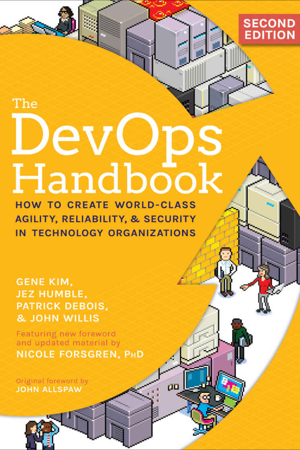 SECOND
EDITION
The
DevOps
Handbook
HOW TO CREATE WORLD-CLASS
AGILITY, RELIABILITY, & SECURITY
IN TECHNOLOGY ORGANIZATIONS
GENE KIM,
JEZ HUMBLE,
PATRICK DEBOIS,
& JOHN WILLIS
Featuring new foreword
and updated material by
NICOLE FORSGREN, PhD
Original foreword by
JOHN ALLSPAW